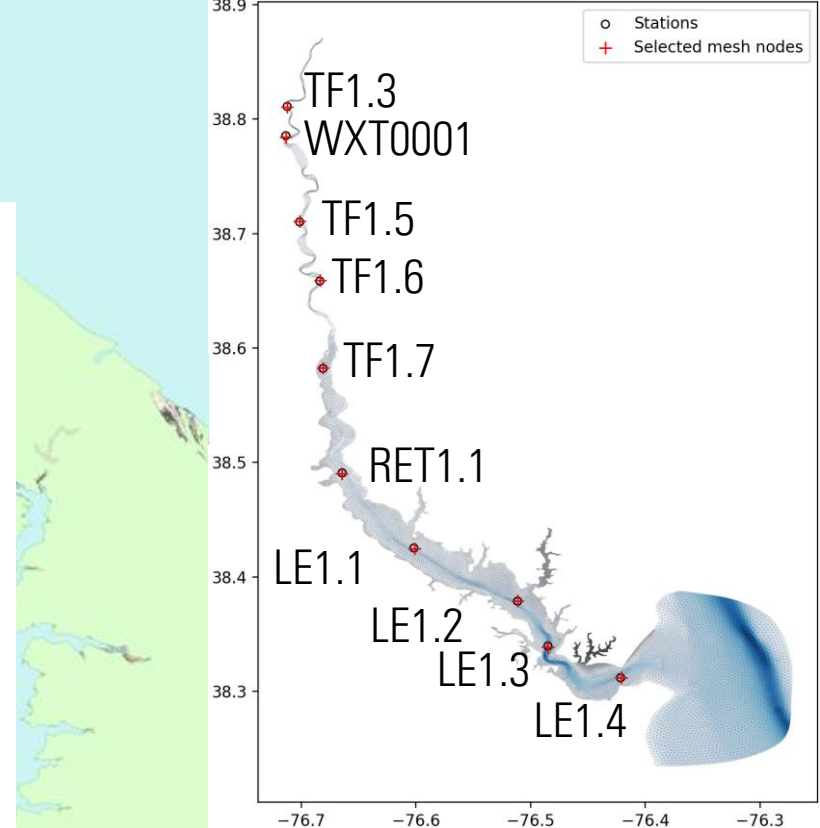 38.9
Stations
Selected mesh nodes
TF1.3
38.8
WXT0001
TF1.5
38.7
TF1.6
38.6
TF1.7
38.5
RET1.1
LE1.1
38.4
LE1.2
LE1.3
38.3
LE1.4
−76.7 −76.6 −76.5 −76.4 −76.3